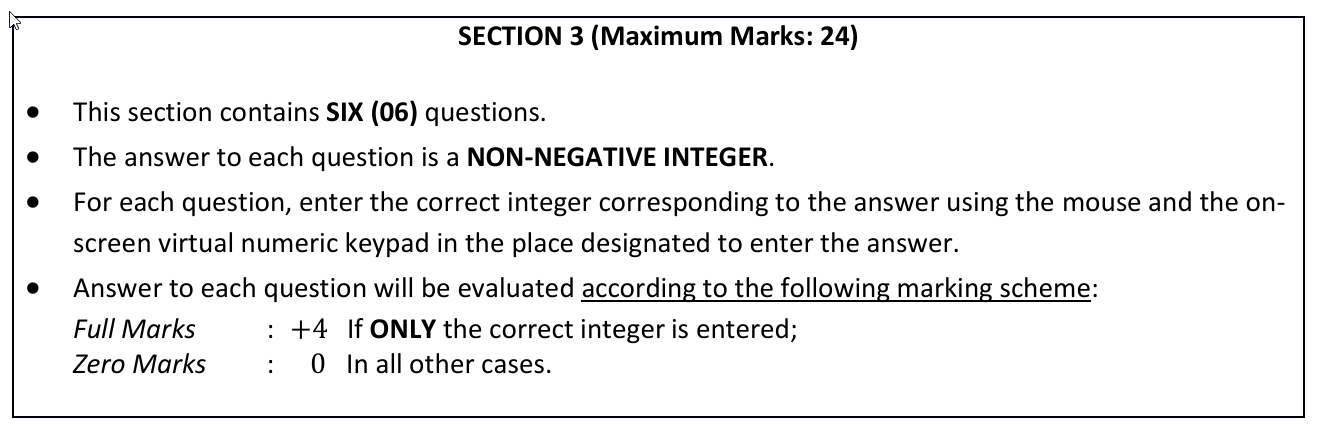 SECTION 3 (Maximum Marks: 24)
• This section contains SIX (06) questions.
• The answer to each question is a NON-NEGATIVE INTEGER.
• For each question, enter the correct integer corresponding to the answer using the mouse and the on-
screen virtual numeric keypad in the place designated to enter the answer.
• Answer to each question will be evaluated according to the following marking scheme:
Full Marks : +4 If ONLY the correct integer is entered;
Zero Marks : 0 In all other cases.